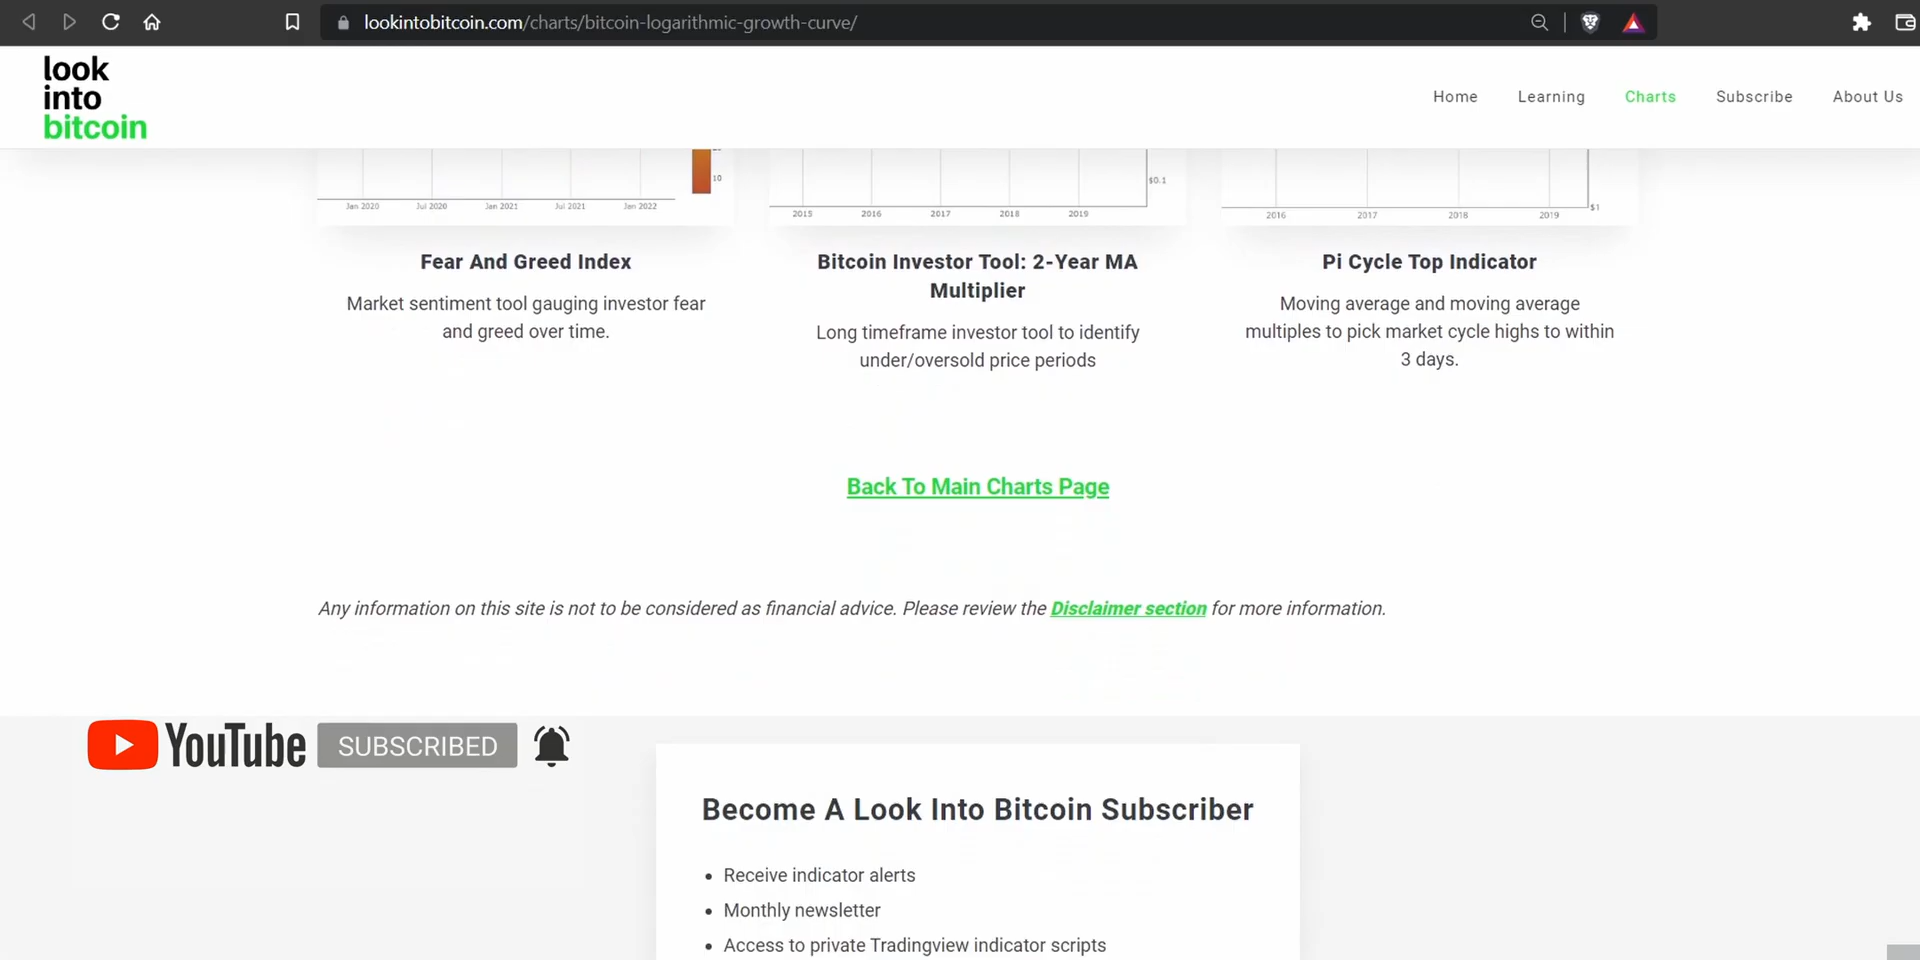 lookintobitcoin.com/charts/bitcoin-logarithmic-growth-curve/
look
into
bitcoin
Home Learning Charts Subscribe About Us
10
Jan 2020 Jul 2020 Jan 2021 Jul 2021 Jan 2022
$0.1
2015 2016 2017 2018 2019
$1
2016 2017 2018 2019
Fear And Greed Index
Market sentiment tool gauging investor fear
and greed over time.
Bitcoin Investor Tool: 2-Year MA
Multiplier
Long timeframe investor tool to identify
under/oversold price periods
Pi Cycle Top Indicator
Moving average and moving average
multiples to pick market cycle highs to within
3 days.
Back To Main Charts Page
Any information on this site is not to be considered as financial advice. Please review the Disclaimer section for more information.
YouTube SUBSCRIBED
Become A Look Into Bitcoin Subscriber
• Receive indicator alerts
• Monthly newsletter
• Access to private Tradingview indicator scripts